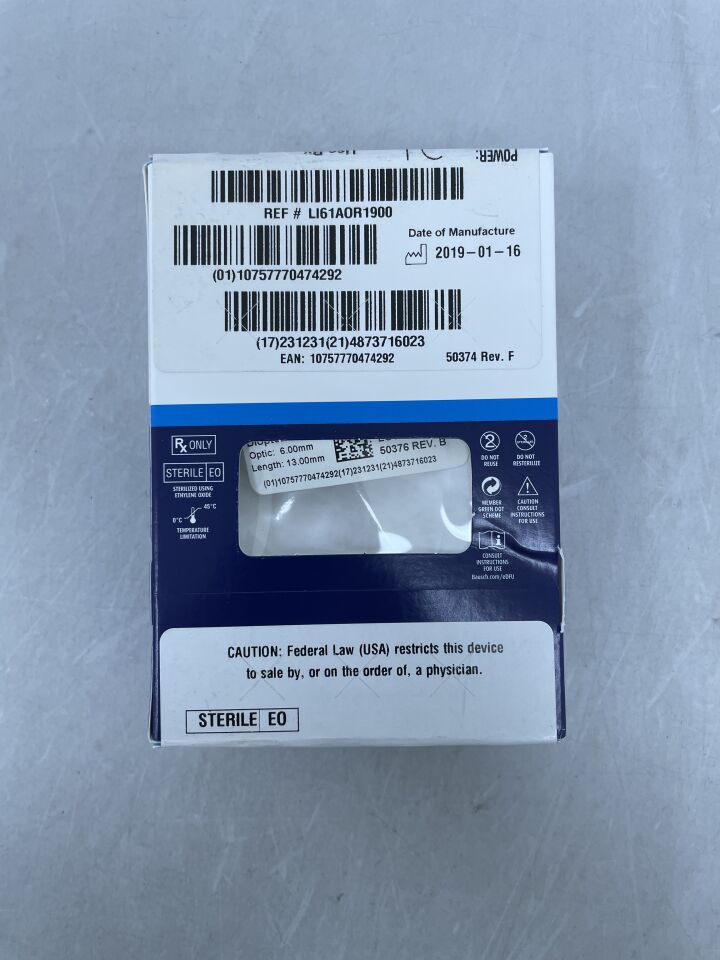 POWER:
REF # LI61AOR1900
Date of Manufacture
2019-01-16
(01)10757770474292
(17)231231(21)4873716023
EAN: 10757770474292
50374 Rev. F
Rx ONLY
STERILE EO
STERILIZED USING
ETHYLENE OXIDE
0°C
45°C
TEMPERATURE
LIMITATION
Optic: 6.00mm
50376 REV. B
Length: 13.00mm
(01)10757770474292(17)231231(21)4873716023
2
DO NOT
REUSE
DO NOT
RESTERILIZE
MEMBER
GREEN DOT
SCHEME
CAUTION
CONSULT
INSTRUCTIONS
FOR USE
CONSULT
INSTRUCTIONS
FOR USE
Bausch.com/eDFU
CAUTION: Federal Law (USA) restricts this device
to sale by, or on the order of, a physician.
STERILE EO